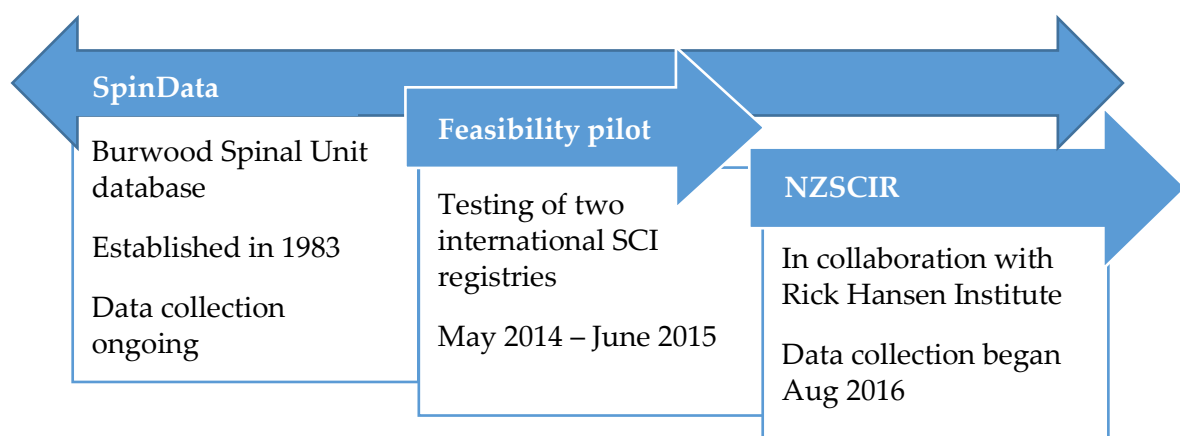 SpinData
Burwood Spinal Unit
database
Established in 1983
Data collection
ongoing
Feasibility pilot
Testing of two
international SCI
registries
May 2014 – June 2015
NZSCIR
In collaboration with
Rick Hansen Institute
Data collection began
Aug 2016